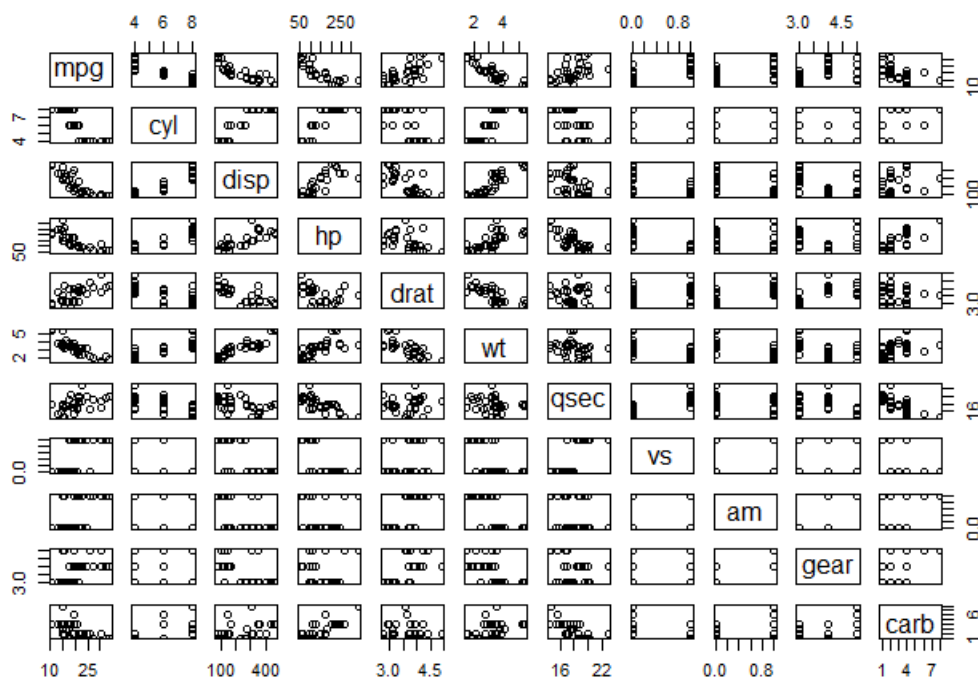 4 6 8 50 250 2 4 0.0 0.8 3.0 4.5
mpg 10
4 7 cyl
disp 100
50 hp
drat 3.0
2 5 wt
qsec 16
0.0 vs
am 0.0
3.0 gear
carb 1 6
10 25 100 400 3.0 4.5 16 22 0.0 0.8 1 4 7